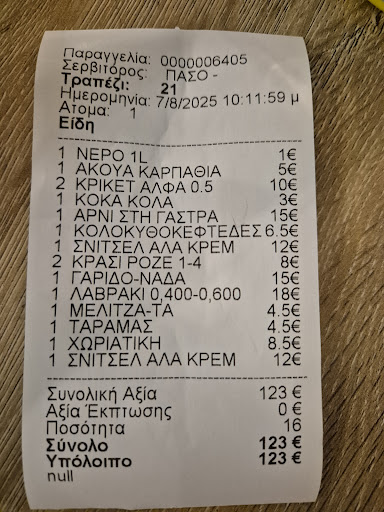 Παραγγελία: 0000006405
Σερβιτόρος: ΠΑΣΟ -
Τραπέζι: 21
Ημερομηνία: 7/8/2025 10:11:59 μ
Ατομα: 1
Είδη
1 ΝΕΡΟ 1L 1€
1 ΑΚΟΥΑ ΚΑΡΠΑΘΙΑ 5€
2 ΚΡΙΚΕΤ ΑΛΦΑ 0.5 10€
1 ΚΟΚΑ ΚΟΛΑ 3€
1 ΑΡΝΙ ΣΤΗ ΓΑΣΤΡΑ 15€
1 ΚΟΛΟΚΥΘΟΚΕΦΤΕΔΕΣ 6.5€
1 ΣΝΙΤΣΕΛ ΑΛΑ ΚΡΕΜ 12€
2 ΚΡΑΣΙ ΡΟΖΕ 1-4 8€
1 ΓΑΡΙΔΟ-ΝΑΔΑ 15€
1 ΛΑΒΡΑΚΙ 0,400-0,600 18€
1 ΜΕΛΙΤΖΑ-ΤΑ 4.5€
1 ΤΑΡΑΜΑΣ 4.5€
1 ΧΩΡΙΑΤΙΚΗ 8.5€
1 ΣΝΙΤΣΕΛ ΑΛΑ ΚΡΕΜ 12€
Συνολική Αξία 123 €
Αξία Έκπτωσης 0 €
Ποσότητα 16
Σύνολο 123 €
Υπόλοιπο 123 €
null